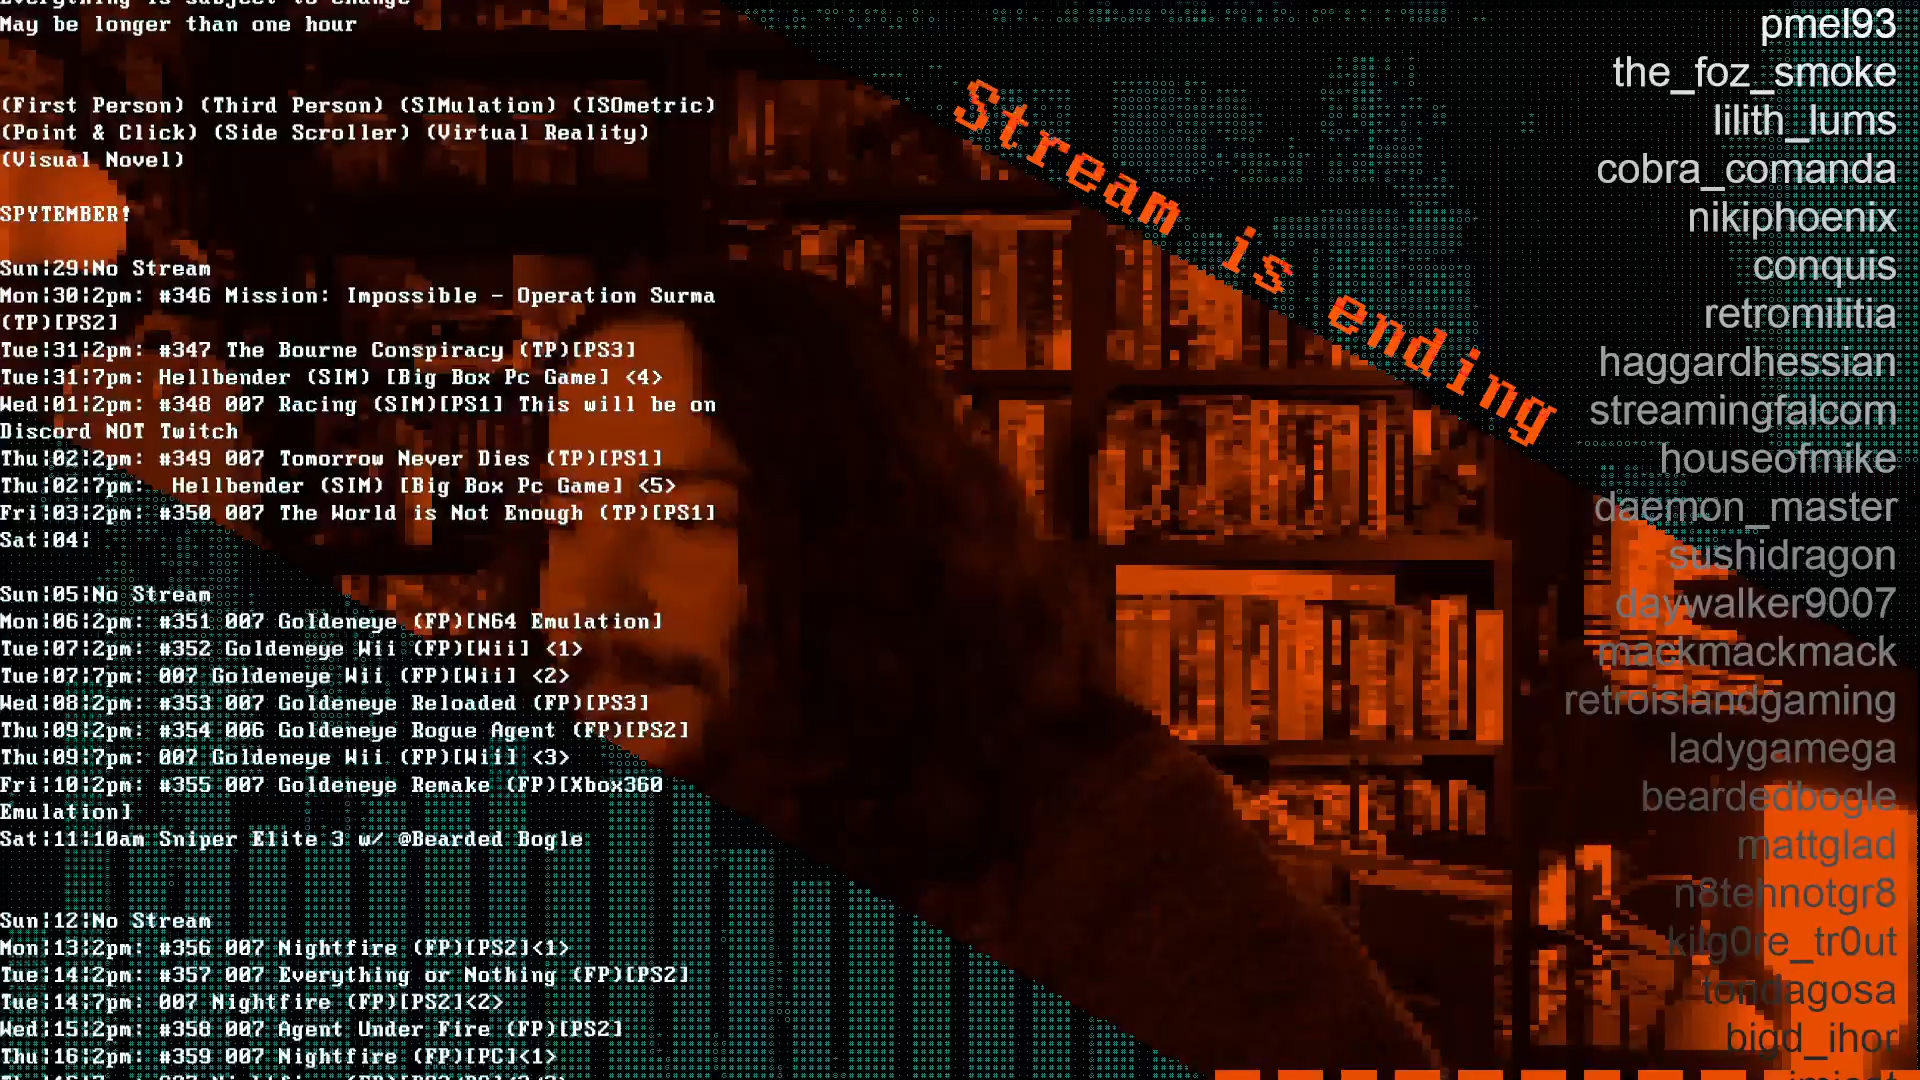 Everything is subject to change
May be longer than one hour
(First Person) (Third Person) (SIMulation) (ISOmetric)
(Point & Click) (Side Scroller) (Virtual Reality)
(Visual Novel)
SPYTEMBER!
Sun:29:No Stream
Mon:30:2pm: #346 Mission: Impossible - Operation Surma
(TP)[PS2]
Tue:31:2pm: #347 The Bourne Conspiracy (TP)[PS3]
Tue:31:7pm: Hellbender (SIM) [Big Box Pc Game] <4>
Wed:01:2pm: #348 007 Racing (SIM)[PS1] This will be on
Discord NOT Twitch
Thu:02:2pm: #349 007 Tomorrow Never Dies (TP)[PS1]
Thu:02:7pm:  Hellbender (SIM) [Big Box Pc Game] <5>
Fri:03:2pm: #350 007 The World is Not Enough (TP)[PS1]
Sat:04:
Sun:05:No Stream
Mon:06:2pm: #351 007 Goldeneye (FP)[N64 Emulation]
Tue:07:2pm: #352 Goldeneye Wii (FP)[Wii] <1>
Tue:07:7pm: 007 Goldeneye Wii (FP)[Wii] <2>
Wed:08:2pm: #353 007 Goldeneye Reloaded (FP)[PS3]
Thu:09:2pm: #354 006 Goldeneye Rogue Agent (FP)[PS2]
Thu:09:7pm: 007 Goldeneye Wii (FP)[Wii] <3>
Fri:10:2pm: #355 007 Goldeneye Remake (FP)[Xbox360
Emulation]
Sat:11:10am Sniper Elite 3 w/ @Bearded Bogle
Sun:12:No Stream
Mon:13:2pm: #356 007 Nightfire (FP)[PS2]<1>
Tue:14:2pm: #357 007 Everything or Nothing (FP)[PS2]
Tue:14:7pm: 007 Nightfire (FP)[PS2]<2>
Wed:15:2pm: #358 007 Agent Under Fire (FP)[PS2]
Thu:16:2pm: #359 007 Nightfire (FP)[PC]<1>
Stream is ending
pmel93
the_foz_smoke
lilith_lums
cobra_comanda
nikiphoenix
conquis
retromilitia
haggardhessian
streamingfalcom
houseofmike
daemon_master
sushidragon
daywalker9007
mackmackmack
retroislandgaming
ladygamega
beardedbogle
mattglad
n8tehnotgr8
kilg0re_tr0ut
tondagosa
bigd_ihor